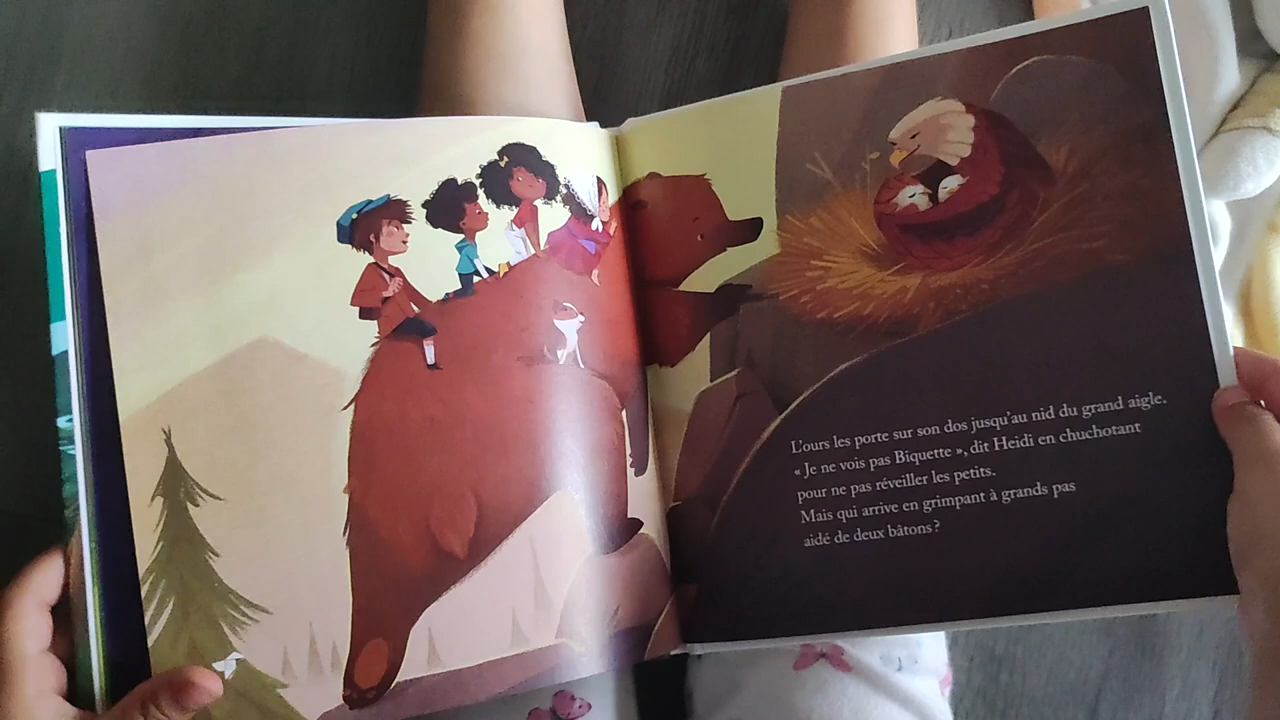 L'ours les porte sur son dos jusqu'au nid du grand aigle.
« Je ne vois pas Biquette », dit Heidi en chuchotant
pour ne pas réveiller les petits.
Mais qui arrive en grimpant à grands pas
aidé de deux bâtons ?